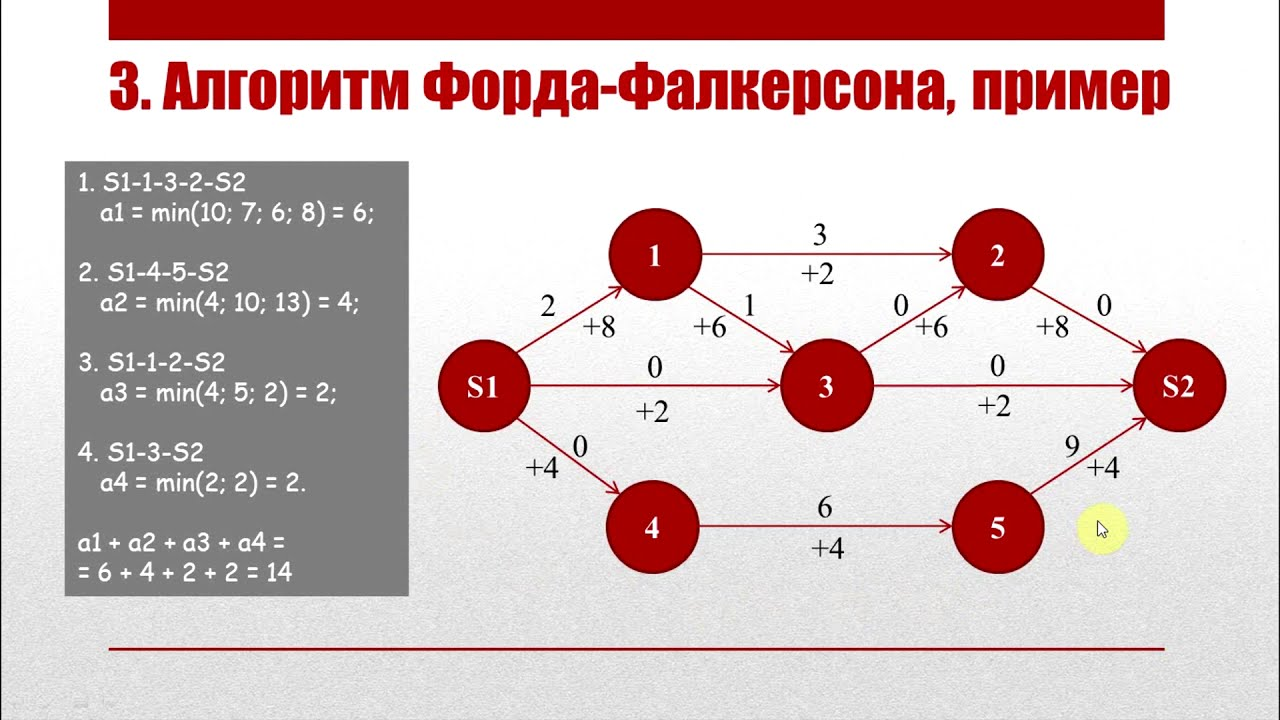 3. Алгоритм Форда-Фалкерсона, пример
1. S1-1-3-2-S2
a1 = min(10; 7; 6; 8) = 6;
2. S1-4-5-S2
a2 = min(4; 10; 13) = 4;
3. S1-1-2-S2
a3 = min(4; 5; 2) = 2;
4. S1-3-S2
a4 = min(2; 2) = 2.
a1 + a2 + a3 + a4 =
= 6 + 4 + 2 + 2 = 14
3
1
2
+2
2
+8
1
+6
0
+6
0
+8
S1
0
+2
3
0
+2
S2
0
+4
9
+4
4
6
+4
5